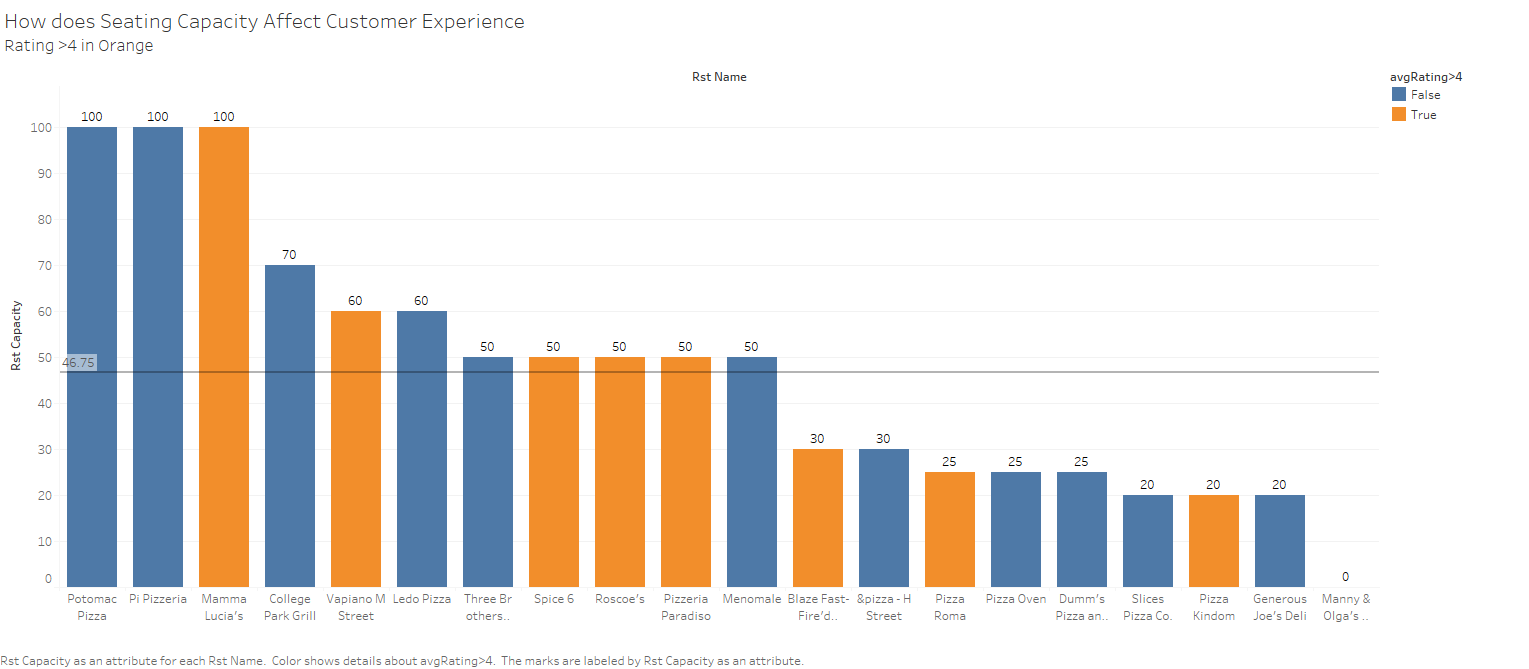 How does Seating Capacity Affect Customer Experience
Rating >4 in Orange
Rst Name
avgRating>4
False
True
Rst Capacity
100
90
80
70
60
50
40
30
20
10
0
46.75
100 100 100 70 60 60 50 50 50 50 50 30 30 25 25 25 20 20 20 0
Potomac Pizza
Pi Pizzeria
Mamma Lucia's
College Park Grill
Vapiano M Street
Ledo Pizza
Three Br others..
Spice 6
Roscoe's
Pizzeria Paradiso
Menomale
Blaze Fast-Fire'd..
&pizza - H Street
Pizza Roma
Pizza Oven
Dumm's Pizza an..
Slices Pizza Co.
Pizza Kindom
Generous Joe's Deli
Manny & Olga's ..
Rst Capacity as an attribute for each Rst Name.  Color shows details about avgRating>4.  The marks are labeled by Rst Capacity as an attribute.